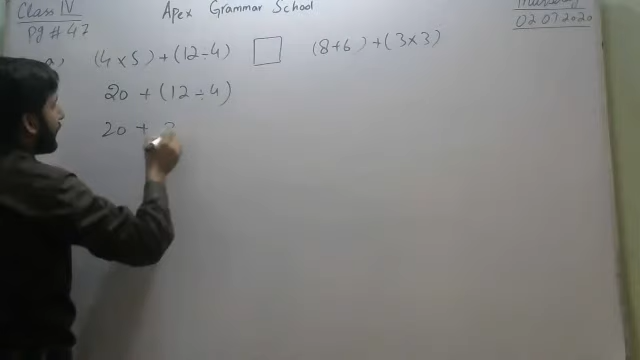 Class IV
Apex Grammar School
02 07 2020
Pg # 42
a) (4 × 5) + (12 ÷ 4) □ (8 + 6) + (3 × 3)
20 + (12 ÷ 4)
20 +